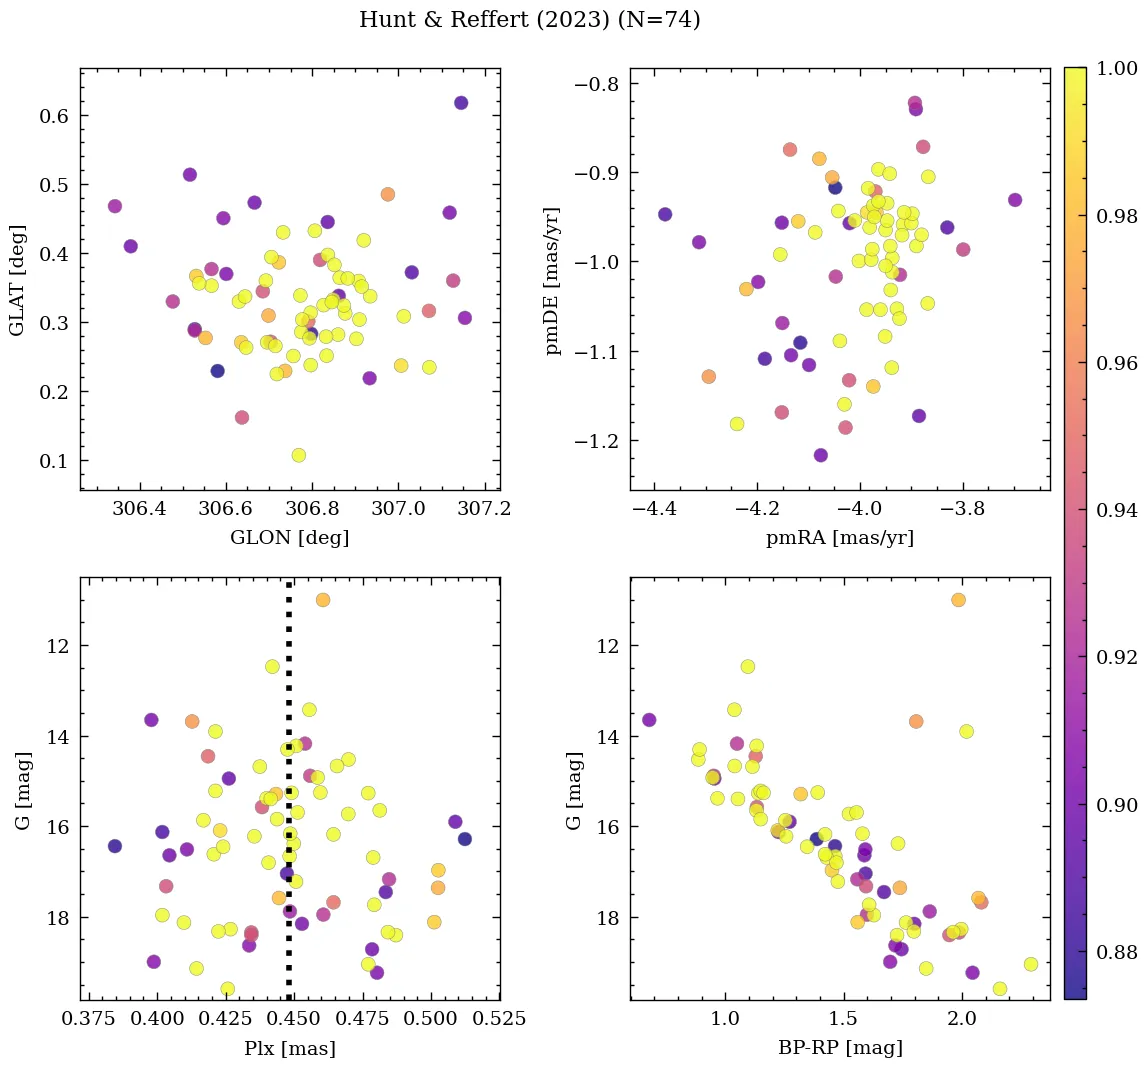 Hunt & Reffert (2023) (N=74)
0.6
0.5
0.4
0.3
0.2
0.1
GLAT [deg]
306.4 306.6 306.8 307.0 307.2
GLON [deg]
−0.8
−0.9
−1.0
−1.1
−1.2
pmDE [mas/yr]
−4.4 −4.2 −4.0 −3.8
pmRA [mas/yr]
12
14
16
18
G [mag]
0.375 0.400 0.425 0.450 0.475 0.500 0.525
Plx [mas]
12
14
16
18
G [mag]
1.0 1.5 2.0
BP-RP [mag]
1.00
0.98
0.96
0.94
0.92
0.90
0.88